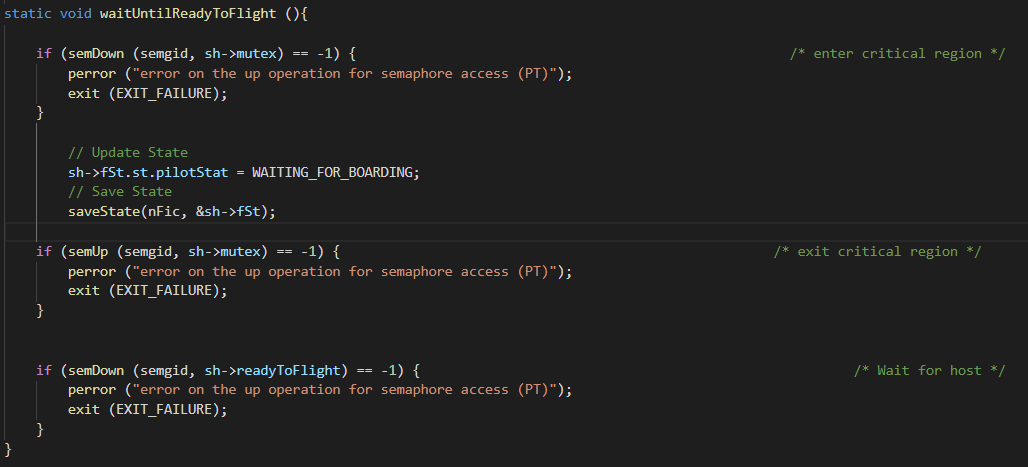 static void waitUntilReadyToFlight (){
if (semDown (semgid, sh->mutex) == -1) { /* enter critical region */
perror ("error on the up operation for semaphore access (PT)");
exit (EXIT_FAILURE);
}
// Update State
sh->fSt.st.pilotStat = WAITING_FOR_BOARDING;
// Save State
saveState(nFic, &sh->fSt);
if (semUp (semgid, sh->mutex) == -1) { /* exit critical region */
perror ("error on the up operation for semaphore access (PT)");
exit (EXIT_FAILURE);
}
if (semDown (semgid, sh->readyToFlight) == -1) { /* Wait for host */
perror ("error on the up operation for semaphore access (PT)");
exit (EXIT_FAILURE);
}
}